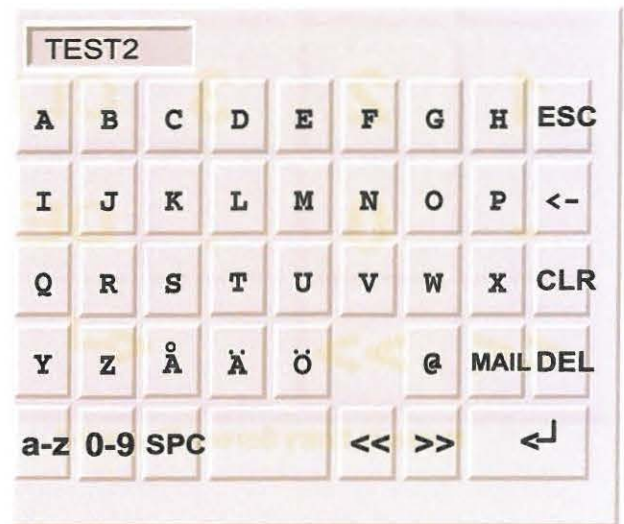 TEST2
A B C D E F G H ESC
I J K L M N O P <-
Q R S T U V W X CLR
Y Z Å Ä Ö @ MAIL DEL
a-z 0-9 SPC << >> ↵